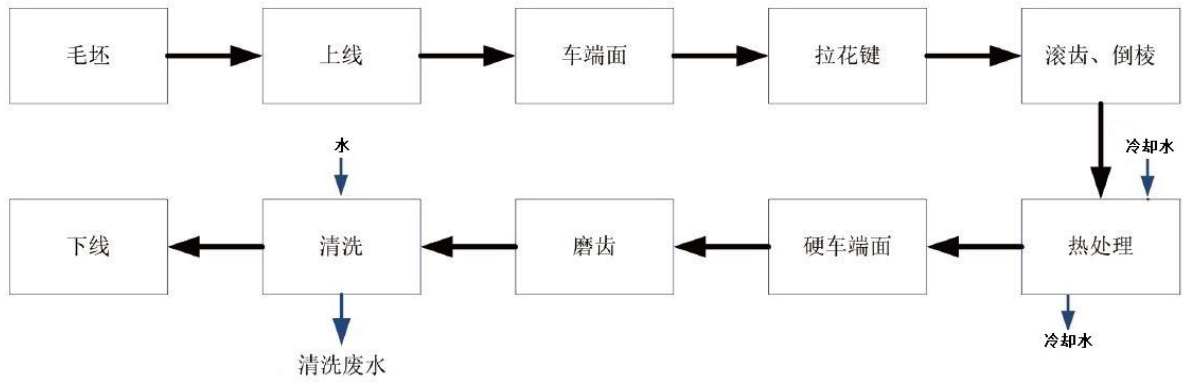 毛坯
上线
车端面
拉花键
滚齿、倒棱
水
冷却水
下线
清洗
磨齿
硬车端面
热处理
清洗废水
冷却水